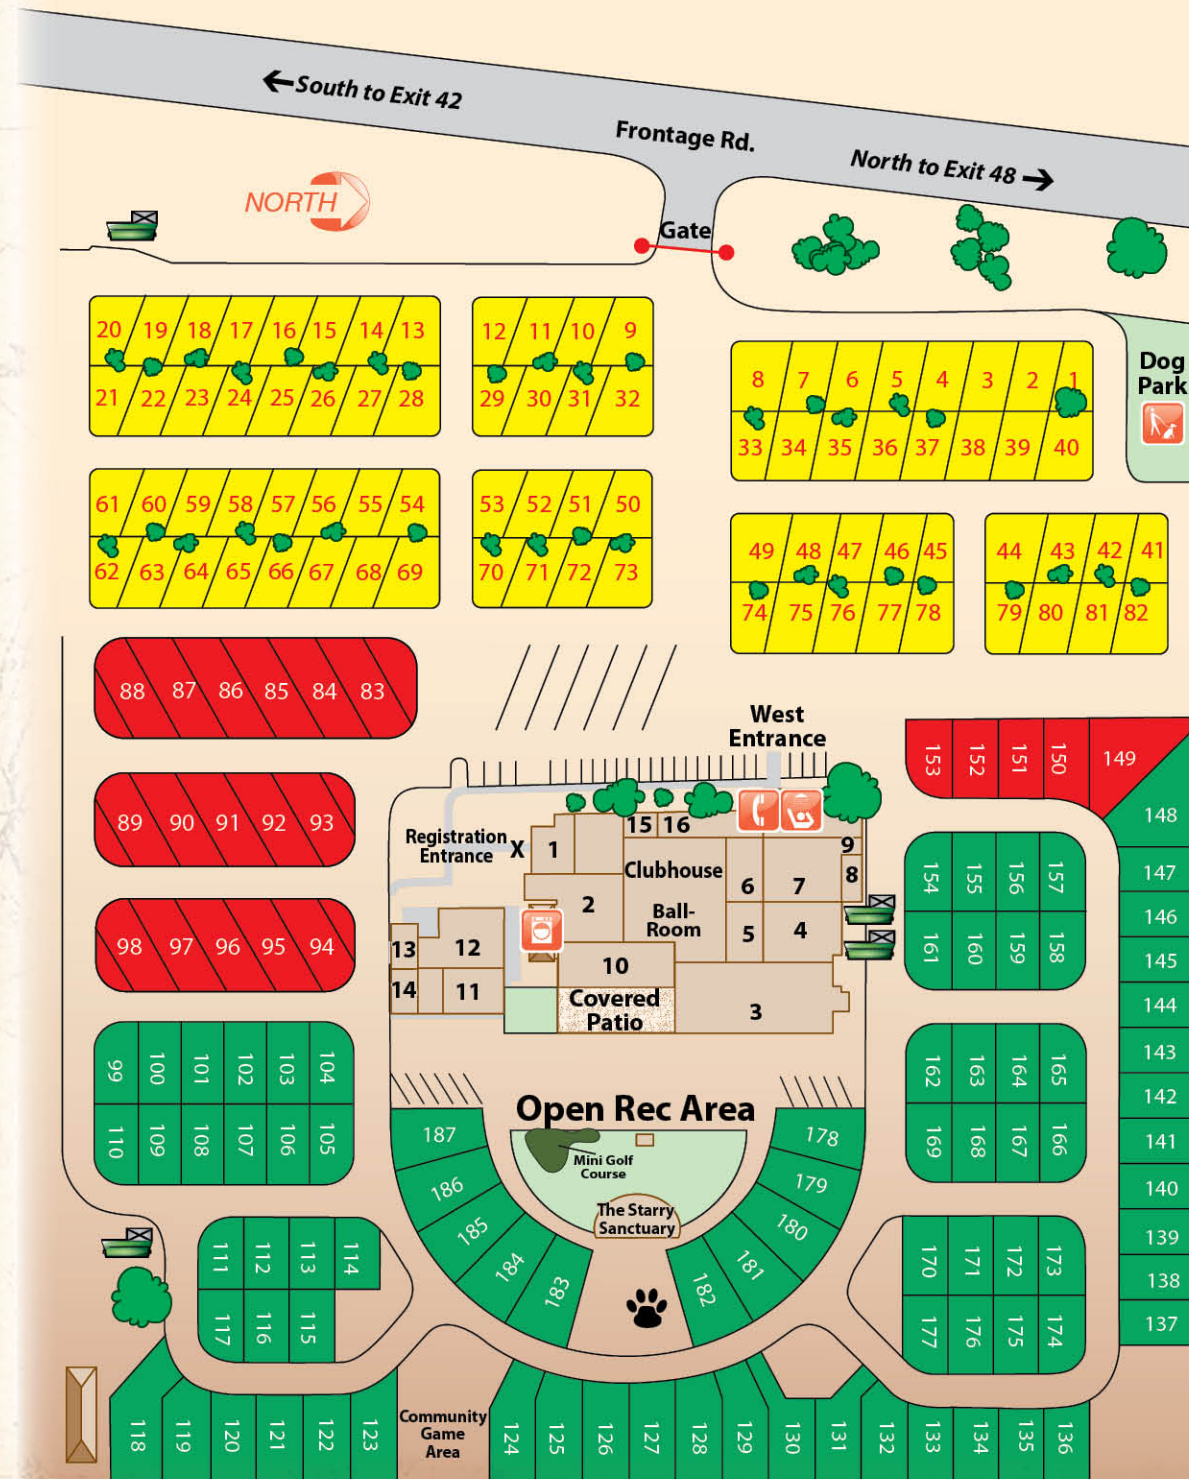 South to Exit 42
Frontage Rd.
North to Exit 48
NORTH
Gate
Dog
Park
20 19 18 17 16 15 14 13
12 11 10 9
8 7 6 5 4 3 2 1
21 22 23 24 25 26 27 28
29 30 31 32
33 34 35 36 37 38 39 40
61 60 59 58 57 56 55 54
53 52 51 50
49 48 47 46 45
44 43 42 41
62 63 64 65 66 67 68 69
70 71 72 73
74 75 76 77 78
79 80 81 82
88 87 86 85 84 83
West
Entrance
153 152 151 150 149
148
89 90 91 92 93
Registration
Entrance X
1
15 16
9
Clubhouse
6 7 8
2
Ball-
Room
5 4
154 155 156 157
147
146
98 97 96 95 94
13 12
10
14 11
Covered
Patio
3
161 160 159 158
145
144
99 100 101 102 103 104
162 163 164 165
143
142
Open Rec Area
110 109 108 107 106 105
187
178
169 168 167 166
141
Mini Golf
Course
186
179
140
The Starry
Sanctuary
185
180
184
181
183
182
139
138
137
111 112 113 114
170 171 172 173
117 116 115
177 176 175 174
118 119 120 121 122 123
Community
Game
Area
124 125 126 127 128 129 130 131 132 133 134 135 136